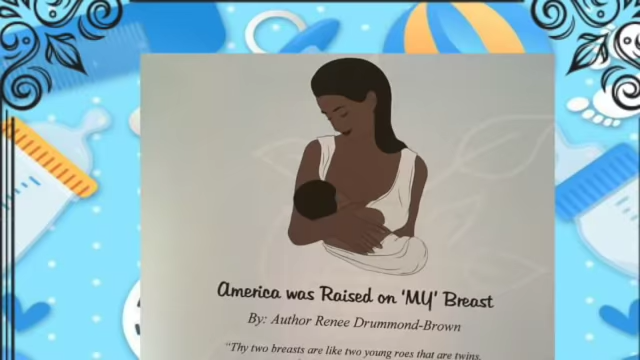 America was Raised on 'MY' Breast
By: Author Renee Drummond-Brown
"Thy two breasts are like two young roes that are twins,